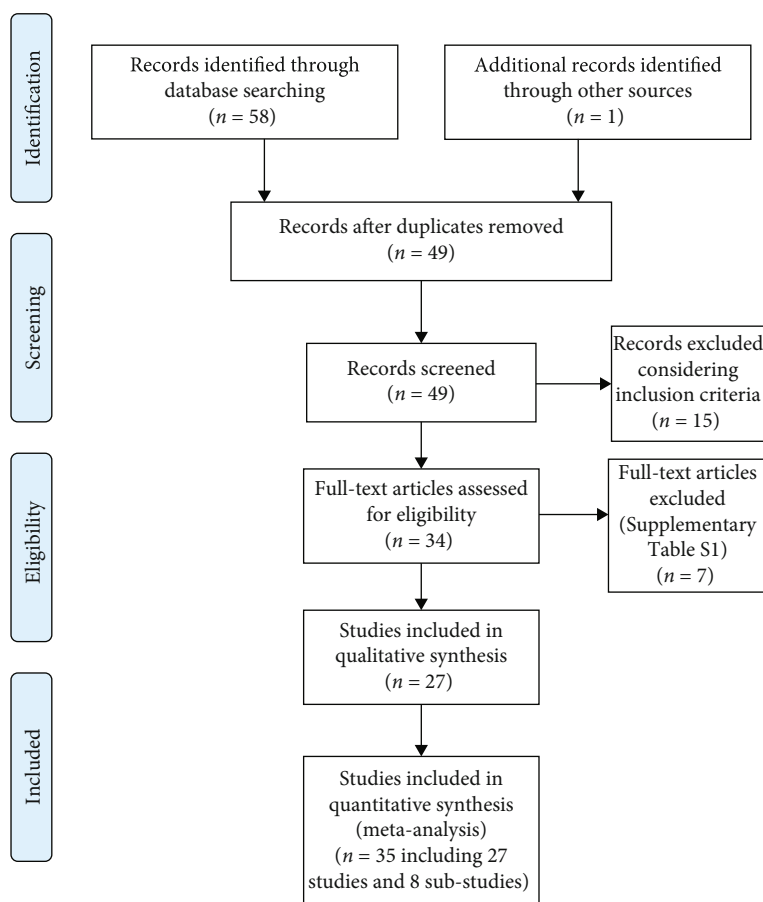 Identification
Records identified through
database searching
(n = 58)
Additional records identified
through other sources
(n = 1)
Records after duplicates removed
(n = 49)
Screening
Records screened
(n = 49)
Records excluded
considering
inclusion criteria
(n = 15)
Eligibility
Full-text articles assessed
for eligibility
(n = 34)
Full-text articles
excluded
(Supplementary
Table S1)
(n = 7)
Studies included in
qualitative synthesis
(n = 27)
Included
Studies included in
quantitative synthesis
(meta-analysis)
(n = 35 including 27
studies and 8 sub-studies)